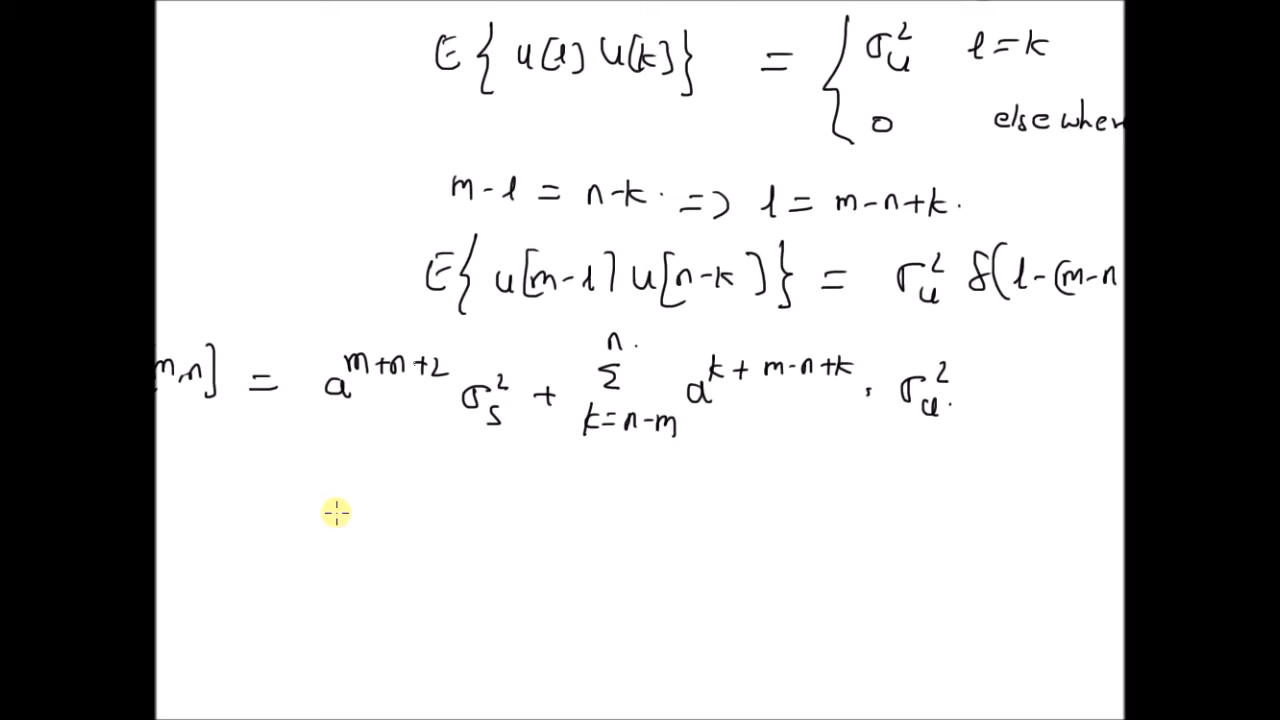 E{ u[l] u[k]} = { σ_u^2 l=k
0 elsewher
m-l = n-k. => l = m-n+k.
E{ u[m-l] u[n-k]} = σ_u^2 δ(l-(m-n
m,n] = a^{m+n+2} σ_s^2 + Σ_{k=n-m}^{n.} a^{k+m-n+k} . σ_u^2.